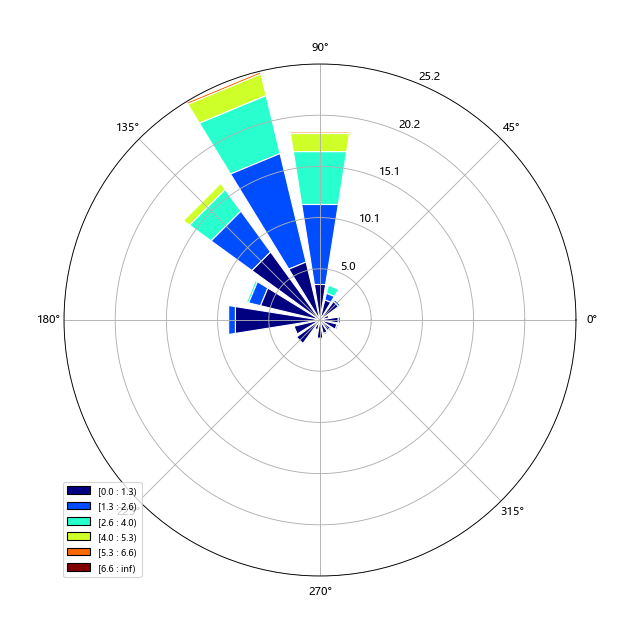 90°
25.2
135°
45°
20.2
15.1
10.1
5.0
180°
0°
[0.0 : 1.3)
[1.3 : 2.6)
[2.6 : 4.0)
[4.0 : 5.3)
[5.3 : 6.6)
[6.6 : inf)
225°
315°
270°